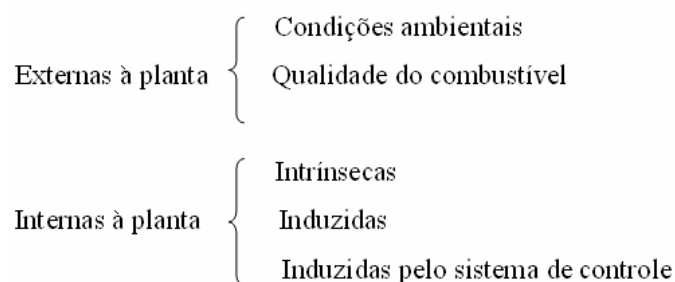 Condições ambientais
Externas à planta
Qualidade do combustível
Intrínsecas
Internas à planta
Induzidas
Induzidas pelo sistema de controle